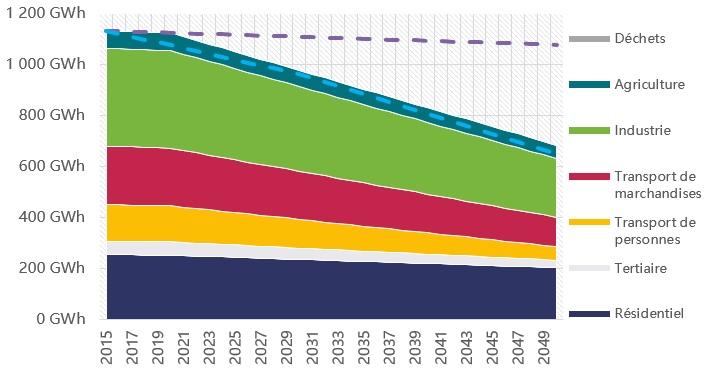 1 200 GWh
1 000 GWh
800 GWh
600 GWh
400 GWh
200 GWh
0 GWh
2015
2017
2019
2021
2023
2025
2027
2029
2031
2033
2035
2037
2039
2041
2043
2045
2047
2049
Déchets
Agriculture
Industrie
Transport de
marchandises
Transport de
personnes
Tertiaire
Résidentiel